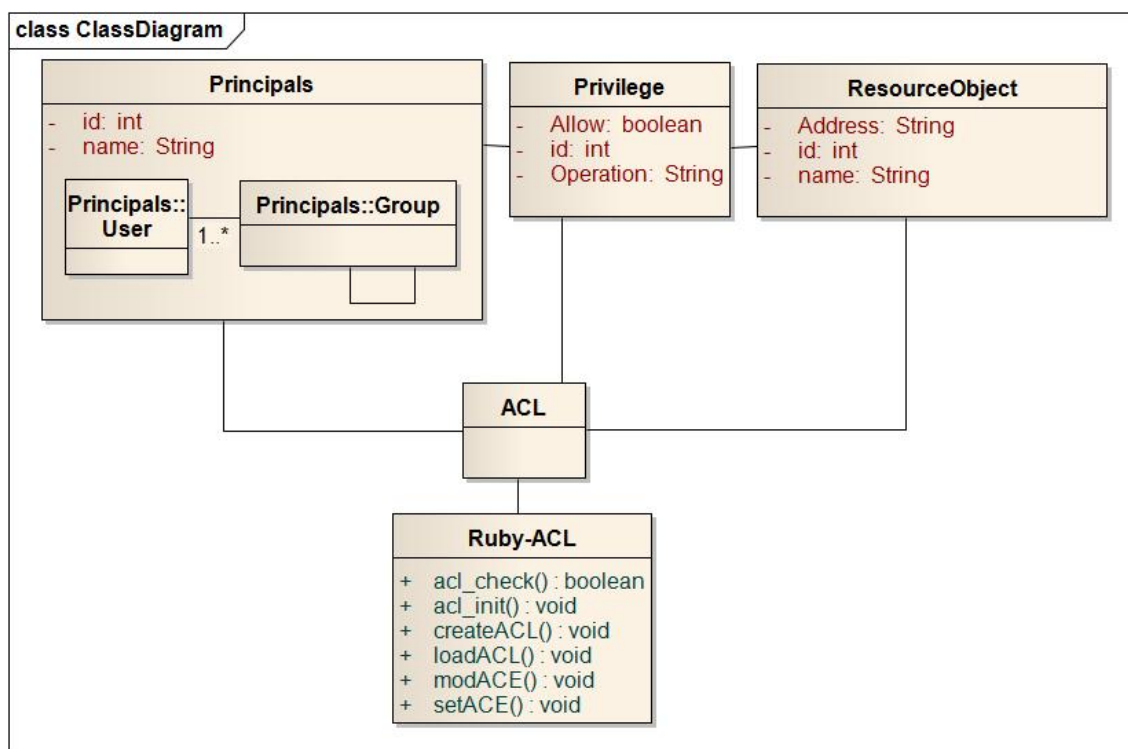 class ClassDiagram
Principals
- id: int
- name: String
Principals::
User
1..*
Principals::Group
Privilege
- Allow: boolean
- id: int
- Operation: String
ResourceObject
- Address: String
- id: int
- name: String
ACL
Ruby-ACL
+ acl_check() : boolean
+ acl_init() : void
+ createACL() : void
+ loadACL() : void
+ modACE() : void
+ setACE() : void